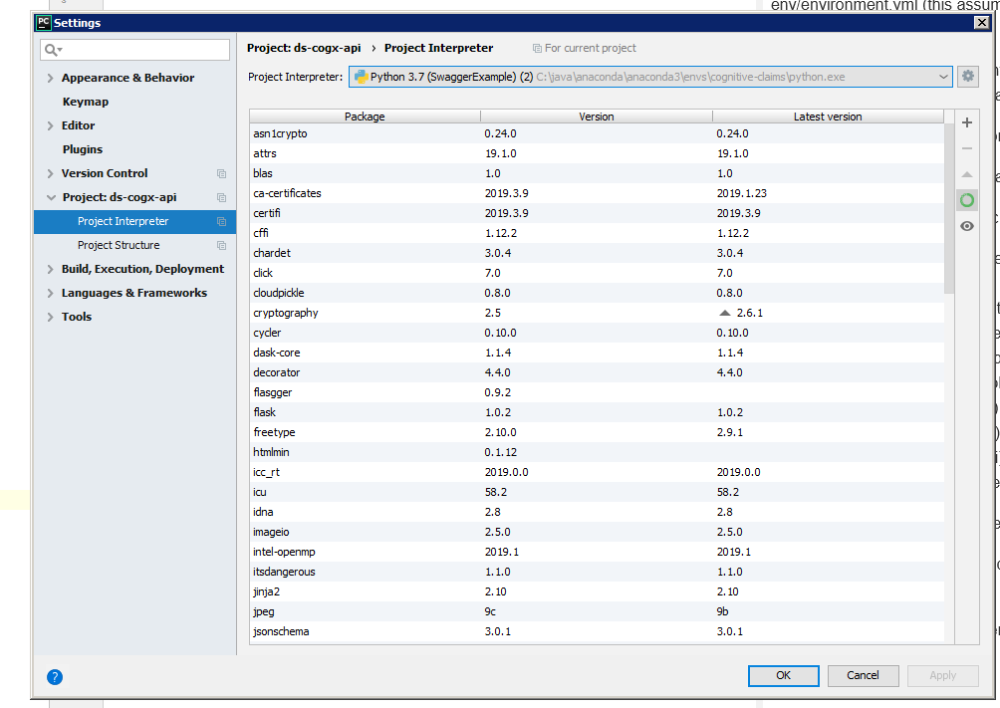 env/environment.yml (this assum
PC Settings
Project: ds-cogx-api › Project Interpreter For current project
Project Interpreter: Python 3.7 (SwaggerExample) (2) C:\java\anaconda\anaconda3\envs\cognitive-claims\python.exe
Appearance & Behavior
Keymap
Editor
Plugins
Version Control
Project: ds-cogx-api
Project Interpreter
Project Structure
Build, Execution, Deployment
Languages & Frameworks
Tools
Package Version Latest version
asn1crypto 0.24.0 0.24.0
attrs 19.1.0 19.1.0
blas 1.0 1.0
ca-certificates 2019.3.9 2019.1.23
certifi 2019.3.9 2019.3.9
cffi 1.12.2 1.12.2
chardet 3.0.4 3.0.4
click 7.0 7.0
cloudpickle 0.8.0 0.8.0
cryptography 2.5 2.6.1
cycler 0.10.0 0.10.0
dask-core 1.1.4 1.1.4
decorator 4.4.0 4.4.0
flasgger 0.9.2
flask 1.0.2 1.0.2
freetype 2.10.0 2.9.1
htmlmin 0.1.12
icc_rt 2019.0.0 2019.0.0
icu 58.2 58.2
idna 2.8 2.8
imageio 2.5.0 2.5.0
intel-openmp 2019.1 2019.1
itsdangerous 1.1.0 1.1.0
jinja2 2.10 2.10
jpeg 9c 9b
jsonschema 3.0.1 3.0.1
? OK Cancel Apply